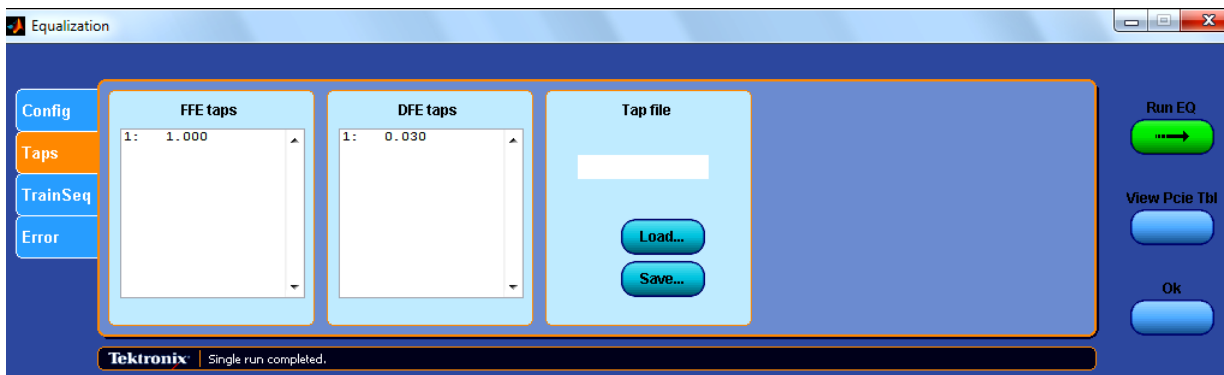 Equalization
Config
Taps
TrainSeq
Error
FFE taps
1: 1.000
DFE taps
1: 0.030
Tap file
Load...
Save...
Run EQ
View Pcie Tbl
Ok
Tektronix Single run completed.